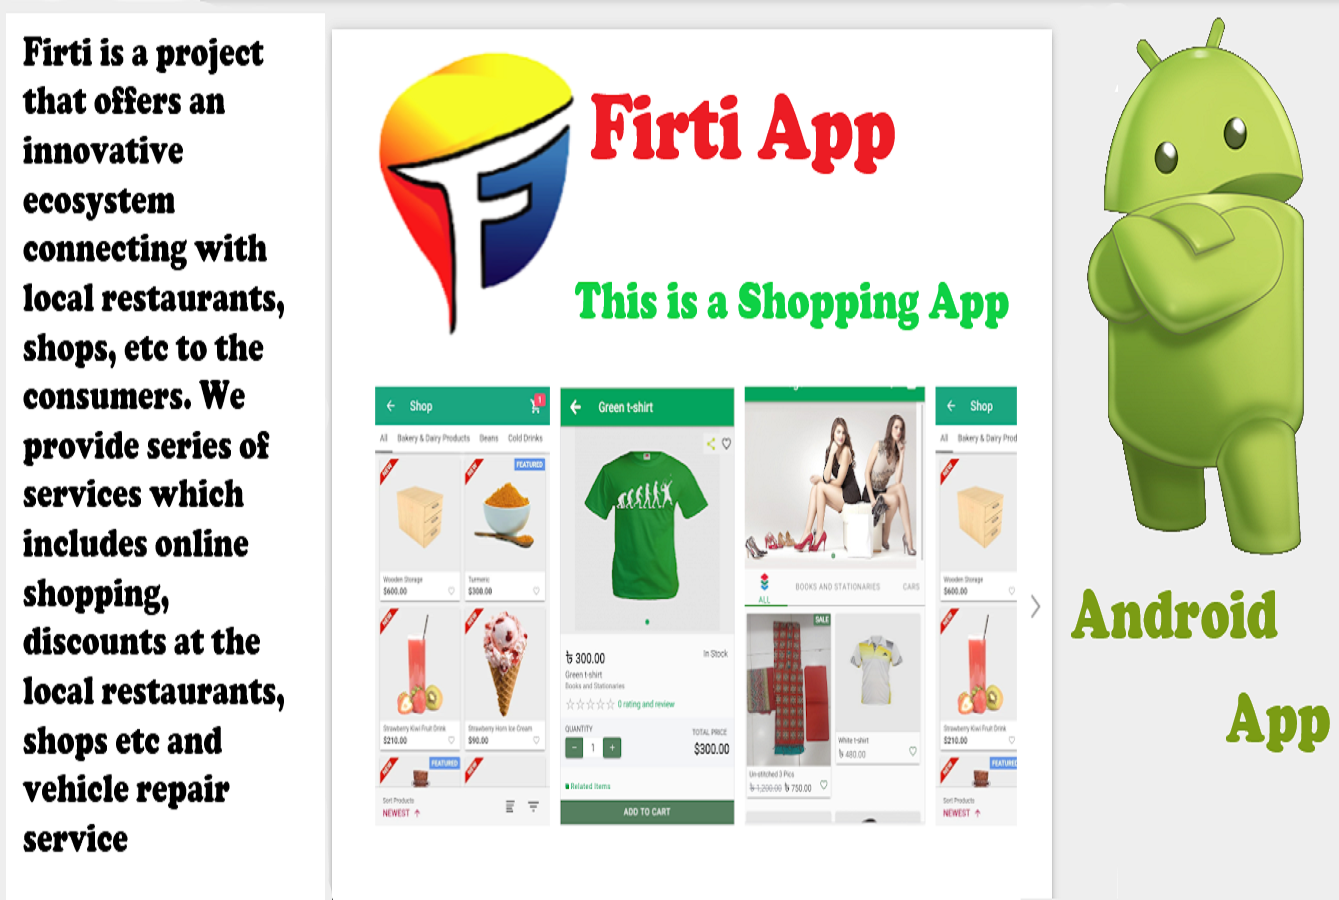 Firti is a project
that offers an
innovative
ecosystem
connecting with
local restaurants,
shops, etc to the
consumers. We
provide series of
services which
includes online
shopping,
discounts at the
local restaurants,
shops etc and
vehicle repair
service
F
Firti App
This is a Shopping App
Shop
1
All Bakery & Dairy Products Beans Cold Drinks
NEW
NEW FEATURED
Wooden Storage
$600.00
Turmeric
$300.00
NEW
NEW
Strawberry Kiwi Fruit Drink
$210.00
Strawberry Horn Ice Cream
$90.00
NEW FEATURED
NEW
Sort Products
NEWEST
Green t-shirt
৳ 300.00
In Stock
Green t-shirt
Books and Stationaries
0 rating and review
QUANTITY
TOTAL PRICE
- 1 +
$300.00
Related Items
ADD TO CART
ALL
BOOKS AND STATIONARIES
CARS
SALE
Un-stitched 3 Pics
৳ 1,200.00 ৳ 750.00
White t-shirt
৳ 480.00
Shop
All Bakery & Dairy Prod
NEW
NEW
Wooden Storage
$600.00
NEW
NEW
Strawberry Kiwi Fruit Drink
$210.00
NEW FEATURED
Sort Products
NEWEST
Android
App